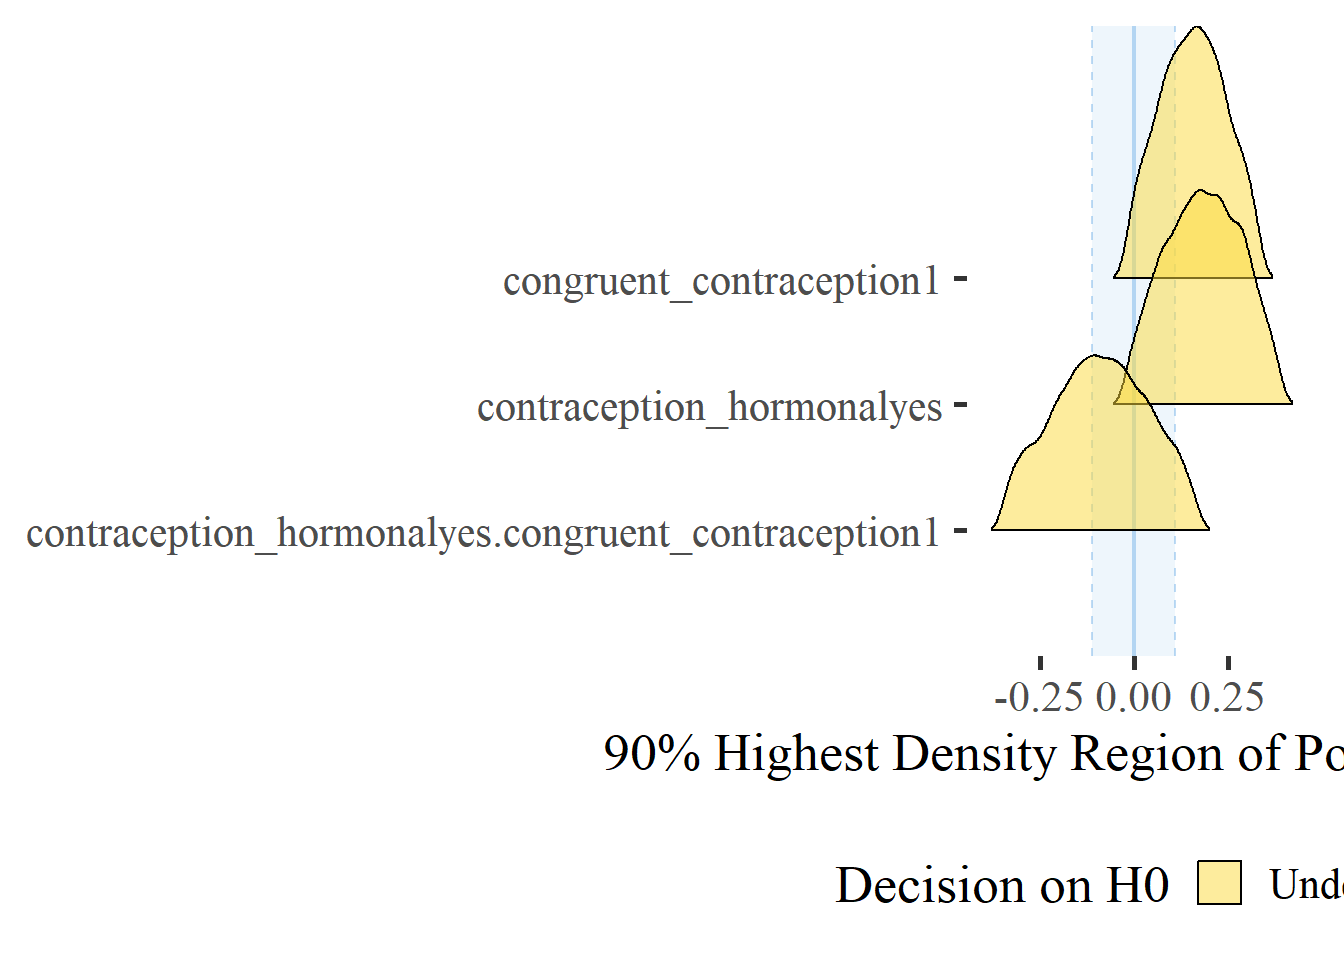 congruent_contraception1
contraception_hormonalyes
contraception_hormonalyes.congruent_contraception1
-0.25 0.00 0.25
90% Highest Density Region of Po
Decision on H0 Unde